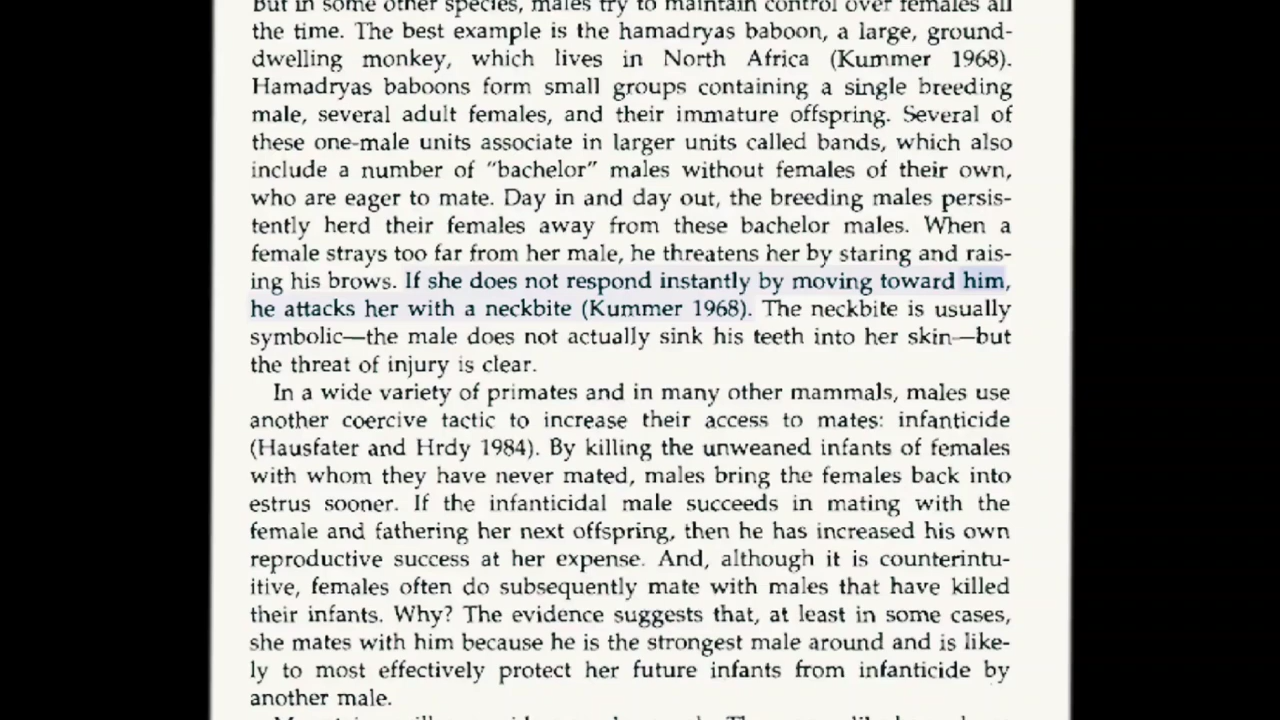 But in some other species, males try to maintain control over females all
the time. The best example is the hamadryas baboon, a large, ground-
dwelling monkey, which lives in North Africa (Kummer 1968).
Hamadryas baboons form small groups containing a single breeding
male, several adult females, and their immature offspring. Several of
these one-male units associate in larger units called bands, which also
include a number of "bachelor" males without females of their own,
who are eager to mate. Day in and day out, the breeding males persis-
tently herd their females away from these bachelor males. When a
female strays too far from her male, he threatens her by staring and rais-
ing his brows. If she does not respond instantly by moving toward him,
he attacks her with a neckbite (Kummer 1968). The neckbite is usually
symbolic—the male does not actually sink his teeth into her skin—but
the threat of injury is clear.
In a wide variety of primates and in many other mammals, males use
another coercive tactic to increase their access to mates: infanticide
(Hausfater and Hrdy 1984). By killing the unweaned infants of females
with whom they have never mated, males bring the females back into
estrus sooner. If the infanticidal male succeeds in mating with the
female and fathering her next offspring, then he has increased his own
reproductive success at her expense. And, although it is counterintu-
itive, females often do subsequently mate with males that have killed
their infants. Why? The evidence suggests that, at least in some cases,
she mates with him because he is the strongest male around and is like-
ly to most effectively protect her future infants from infanticide by
another male.